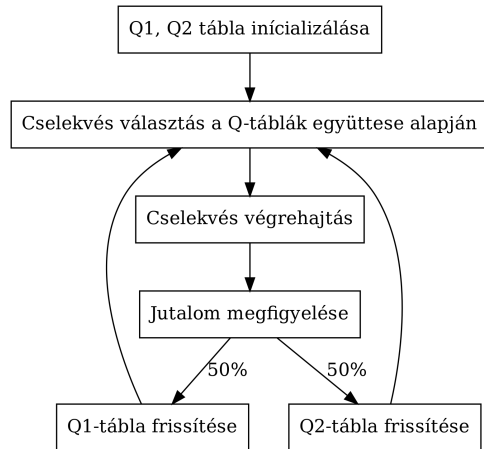 Q1, Q2 tábla inícializálása
Cselekvés választás a Q-táblák együttese alapján
Cselekvés végrehajtás
Jutalom megfigyelése
50%
50%
Q1-tábla frissítése
Q2-tábla frissítése